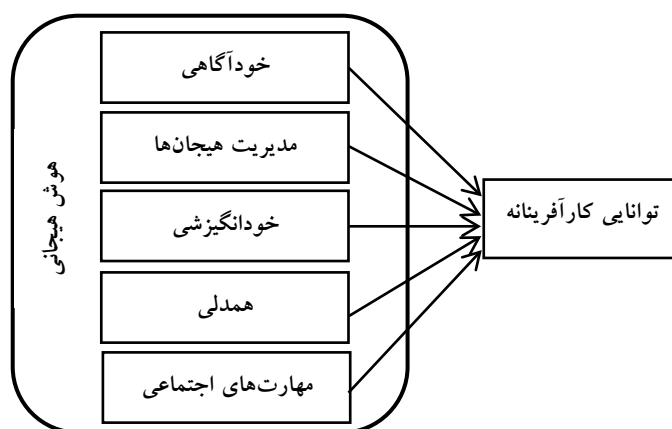 خودآگاهی
مدیریت هیجان‌ها
خودانگیزشی
همدلی
مهارت‌های اجتماعی
هوش هیجانی
توانایی کارآفرینانه